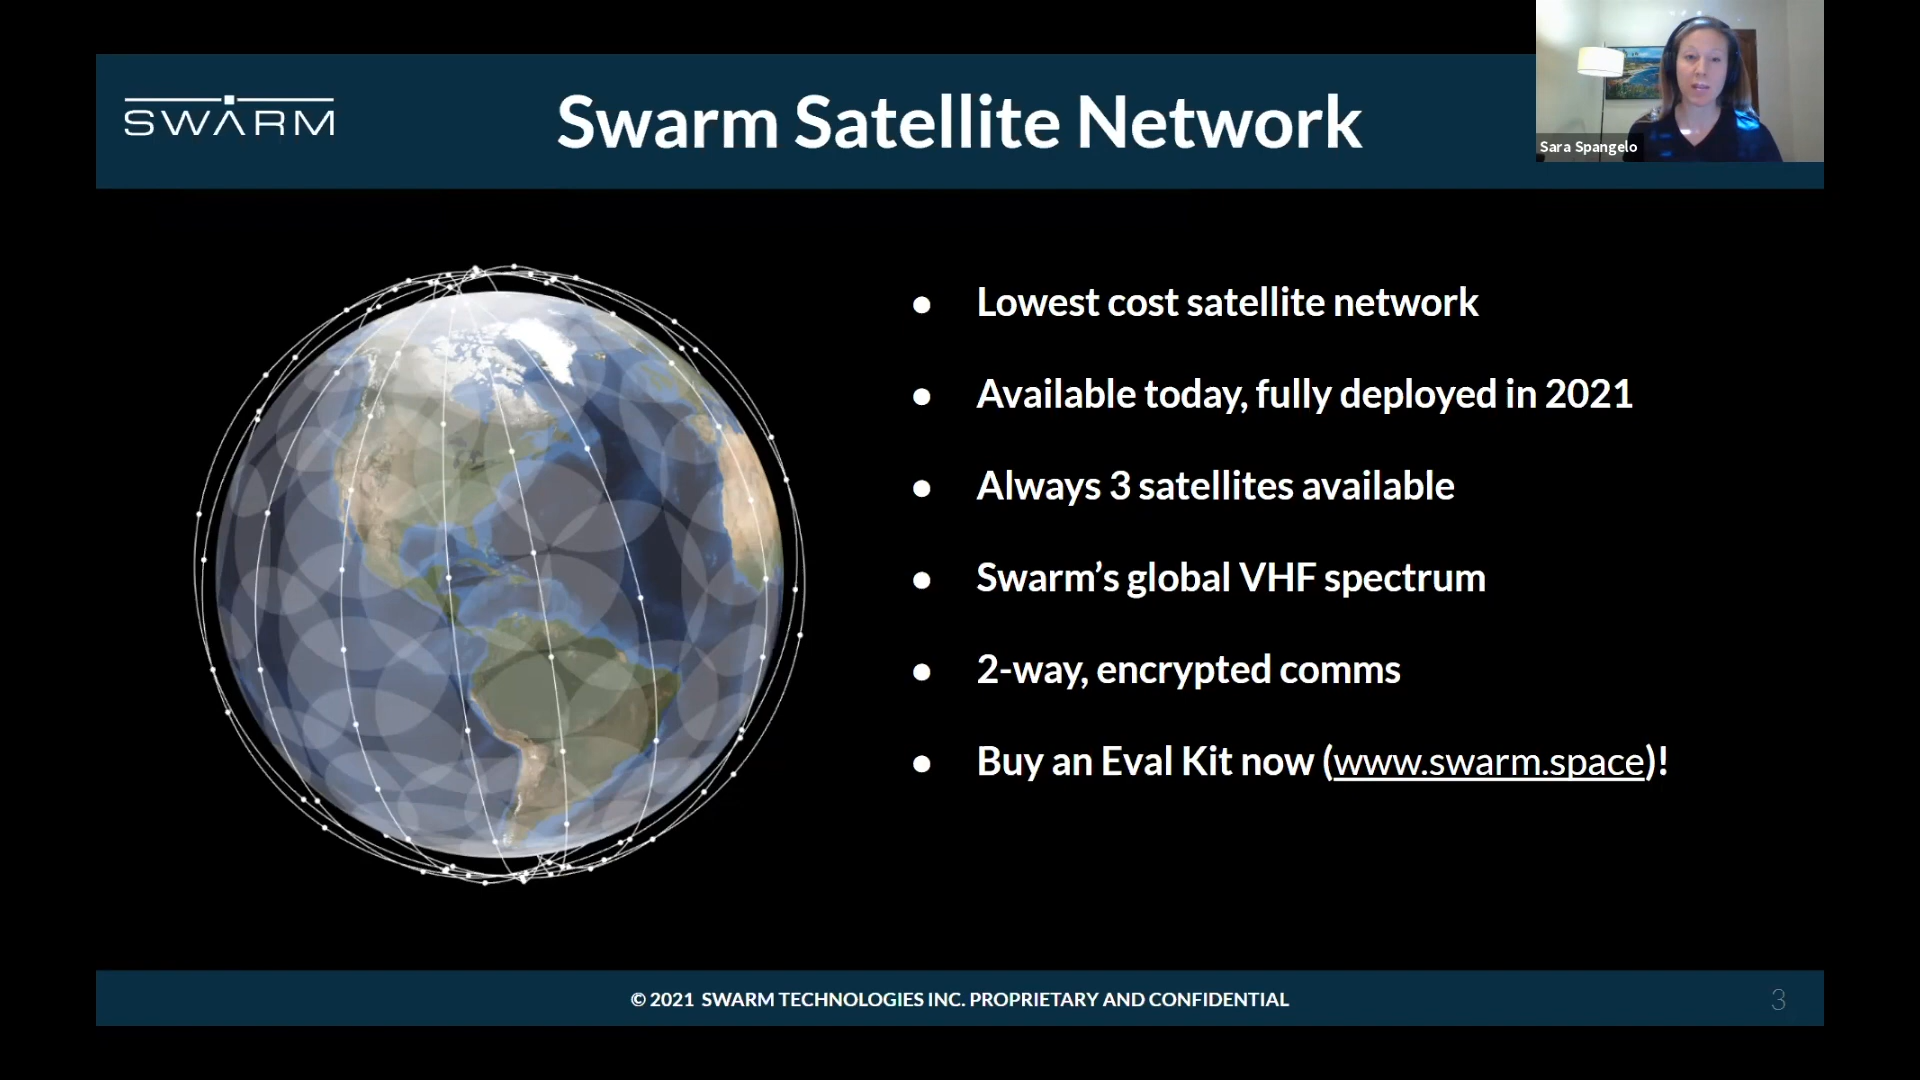 SWARM
Swarm Satellite Network
Sara Spangelo
● Lowest cost satellite network
● Available today, fully deployed in 2021
● Always 3 satellites available
● Swarm’s global VHF spectrum
● 2-way, encrypted comms
● Buy an Eval Kit now (www.swarm.space)!
© 2021 SWARM TECHNOLOGIES INC. PROPRIETARY AND CONFIDENTIAL
3